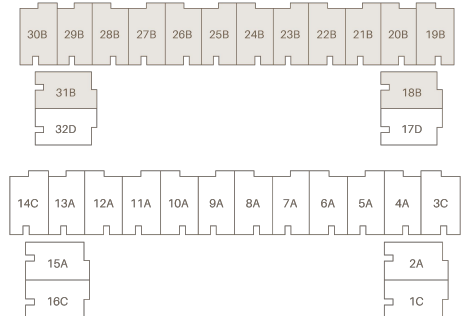 30B 29B 28B 27B 26B 25B 24B 23B 22B 21B 20B 19B
31B 18B
32D 17D
14C 13A 12A 11A 10A 9A 8A 7A 6A 5A 4A 3C
15A 2A
16C 1C